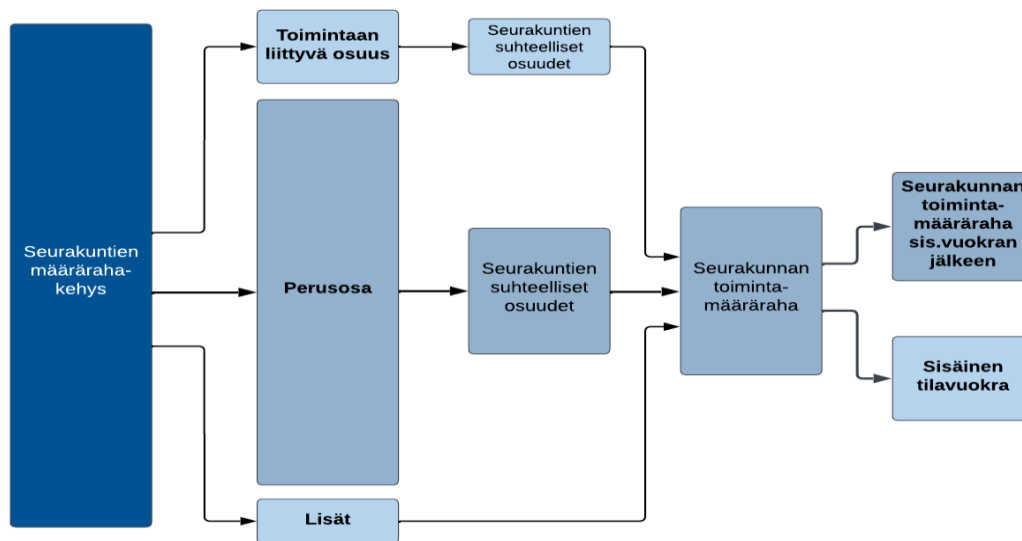 Seurakuntien
määräraha-
kehys
Toimintaan
liittyvä osuus
Seurakuntien
suhteelliset
osuudet
Perusosa
Seurakuntien
suhteelliset
osuudet
Lisät
Seurakunnan
toiminta-
määräraha
Seurakunnan
toiminta-
määräraha
sis.vuokran
jälkeen
Sisäinen
tilavuokra